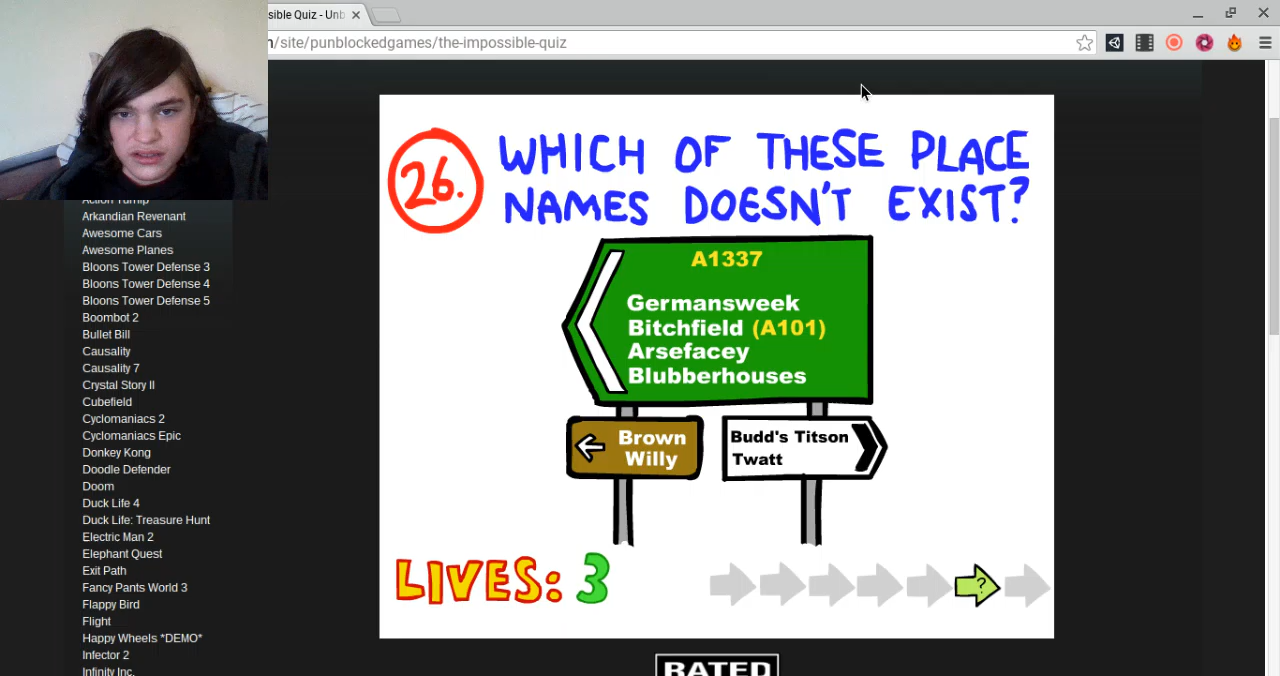 sible Quiz - Unb
n/site/punblockedgames/the-impossible-quiz
Action Turnip
Arkandian Revenant
Awesome Cars
Awesome Planes
Bloons Tower Defense 3
Bloons Tower Defense 4
Bloons Tower Defense 5
Boombot 2
Bullet Bill
Causality
Causality 7
Crystal Story II
Cubefield
Cyclomaniacs 2
Cyclomaniacs Epic
Donkey Kong
Doodle Defender
Doom
Duck Life 4
Duck Life: Treasure Hunt
Electric Man 2
Elephant Quest
Exit Path
Fancy Pants World 3
Flappy Bird
Flight
Happy Wheels *DEMO*
Infector 2
Infinity Inc.
26.
WHICH OF THESE PLACE
NAMES DOESN'T EXIST?
A1337
Germansweek
Bitchfield (A101)
Arsefacey
Blubberhouses
Brown
Willy
Budd's Titson
Twatt
LIVES: 3
?
RATED